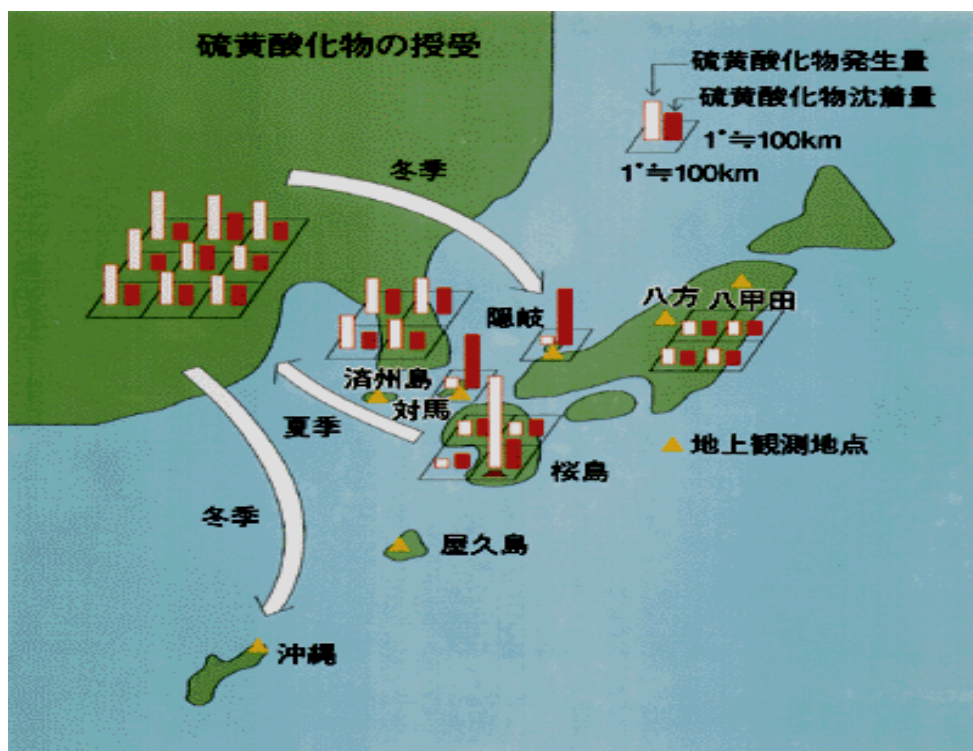 硫黄酸化物の授受
硫黄酸化物発生量
硫黄酸化物沈着量
1°≒100km
1°≒100km
冬季
八方
八甲田
隠岐
済州島
対馬
夏季
地上観測地点
桜島
冬季
屋久島
沖縄